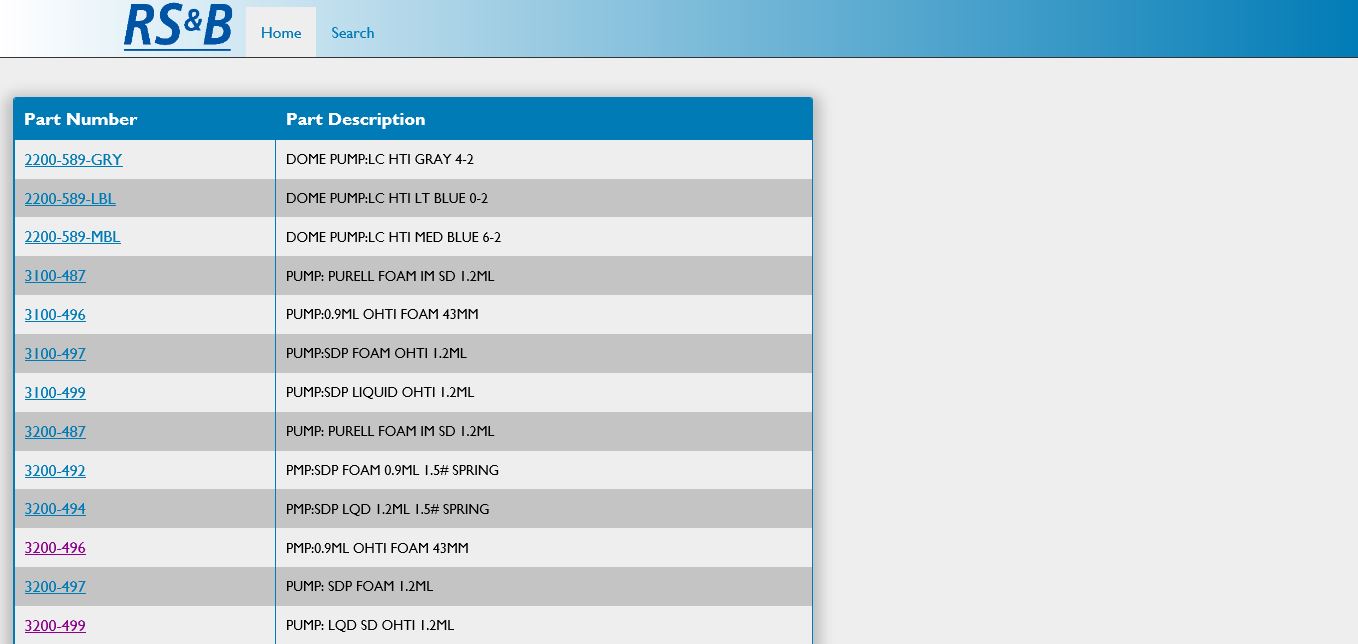 RS&B Home Search
Part Number Part Description
2200-589-GRY DOME PUMP:LC HTI GRAY 4-2
2200-589-LBL DOME PUMP:LC HTI LT BLUE 0-2
2200-589-MBL DOME PUMP:LC HTI MED BLUE 6-2
3100-487 PUMP: PURELL FOAM IM SD 1.2ML
3100-496 PUMP:0.9ML OHTI FOAM 43MM
3100-497 PUMP:SDP FOAM OHTI 1.2ML
3100-499 PUMP:SDP LIQUID OHTI 1.2ML
3200-487 PUMP: PURELL FOAM IM SD 1.2ML
3200-492 PMP:SDP FOAM 0.9ML 1.5# SPRING
3200-494 PMP:SDP LQD 1.2ML 1.5# SPRING
3200-496 PMP:0.9ML OHTI FOAM 43MM
3200-497 PUMP: SDP FOAM 1.2ML
3200-499 PUMP: LQD SD OHTI 1.2ML